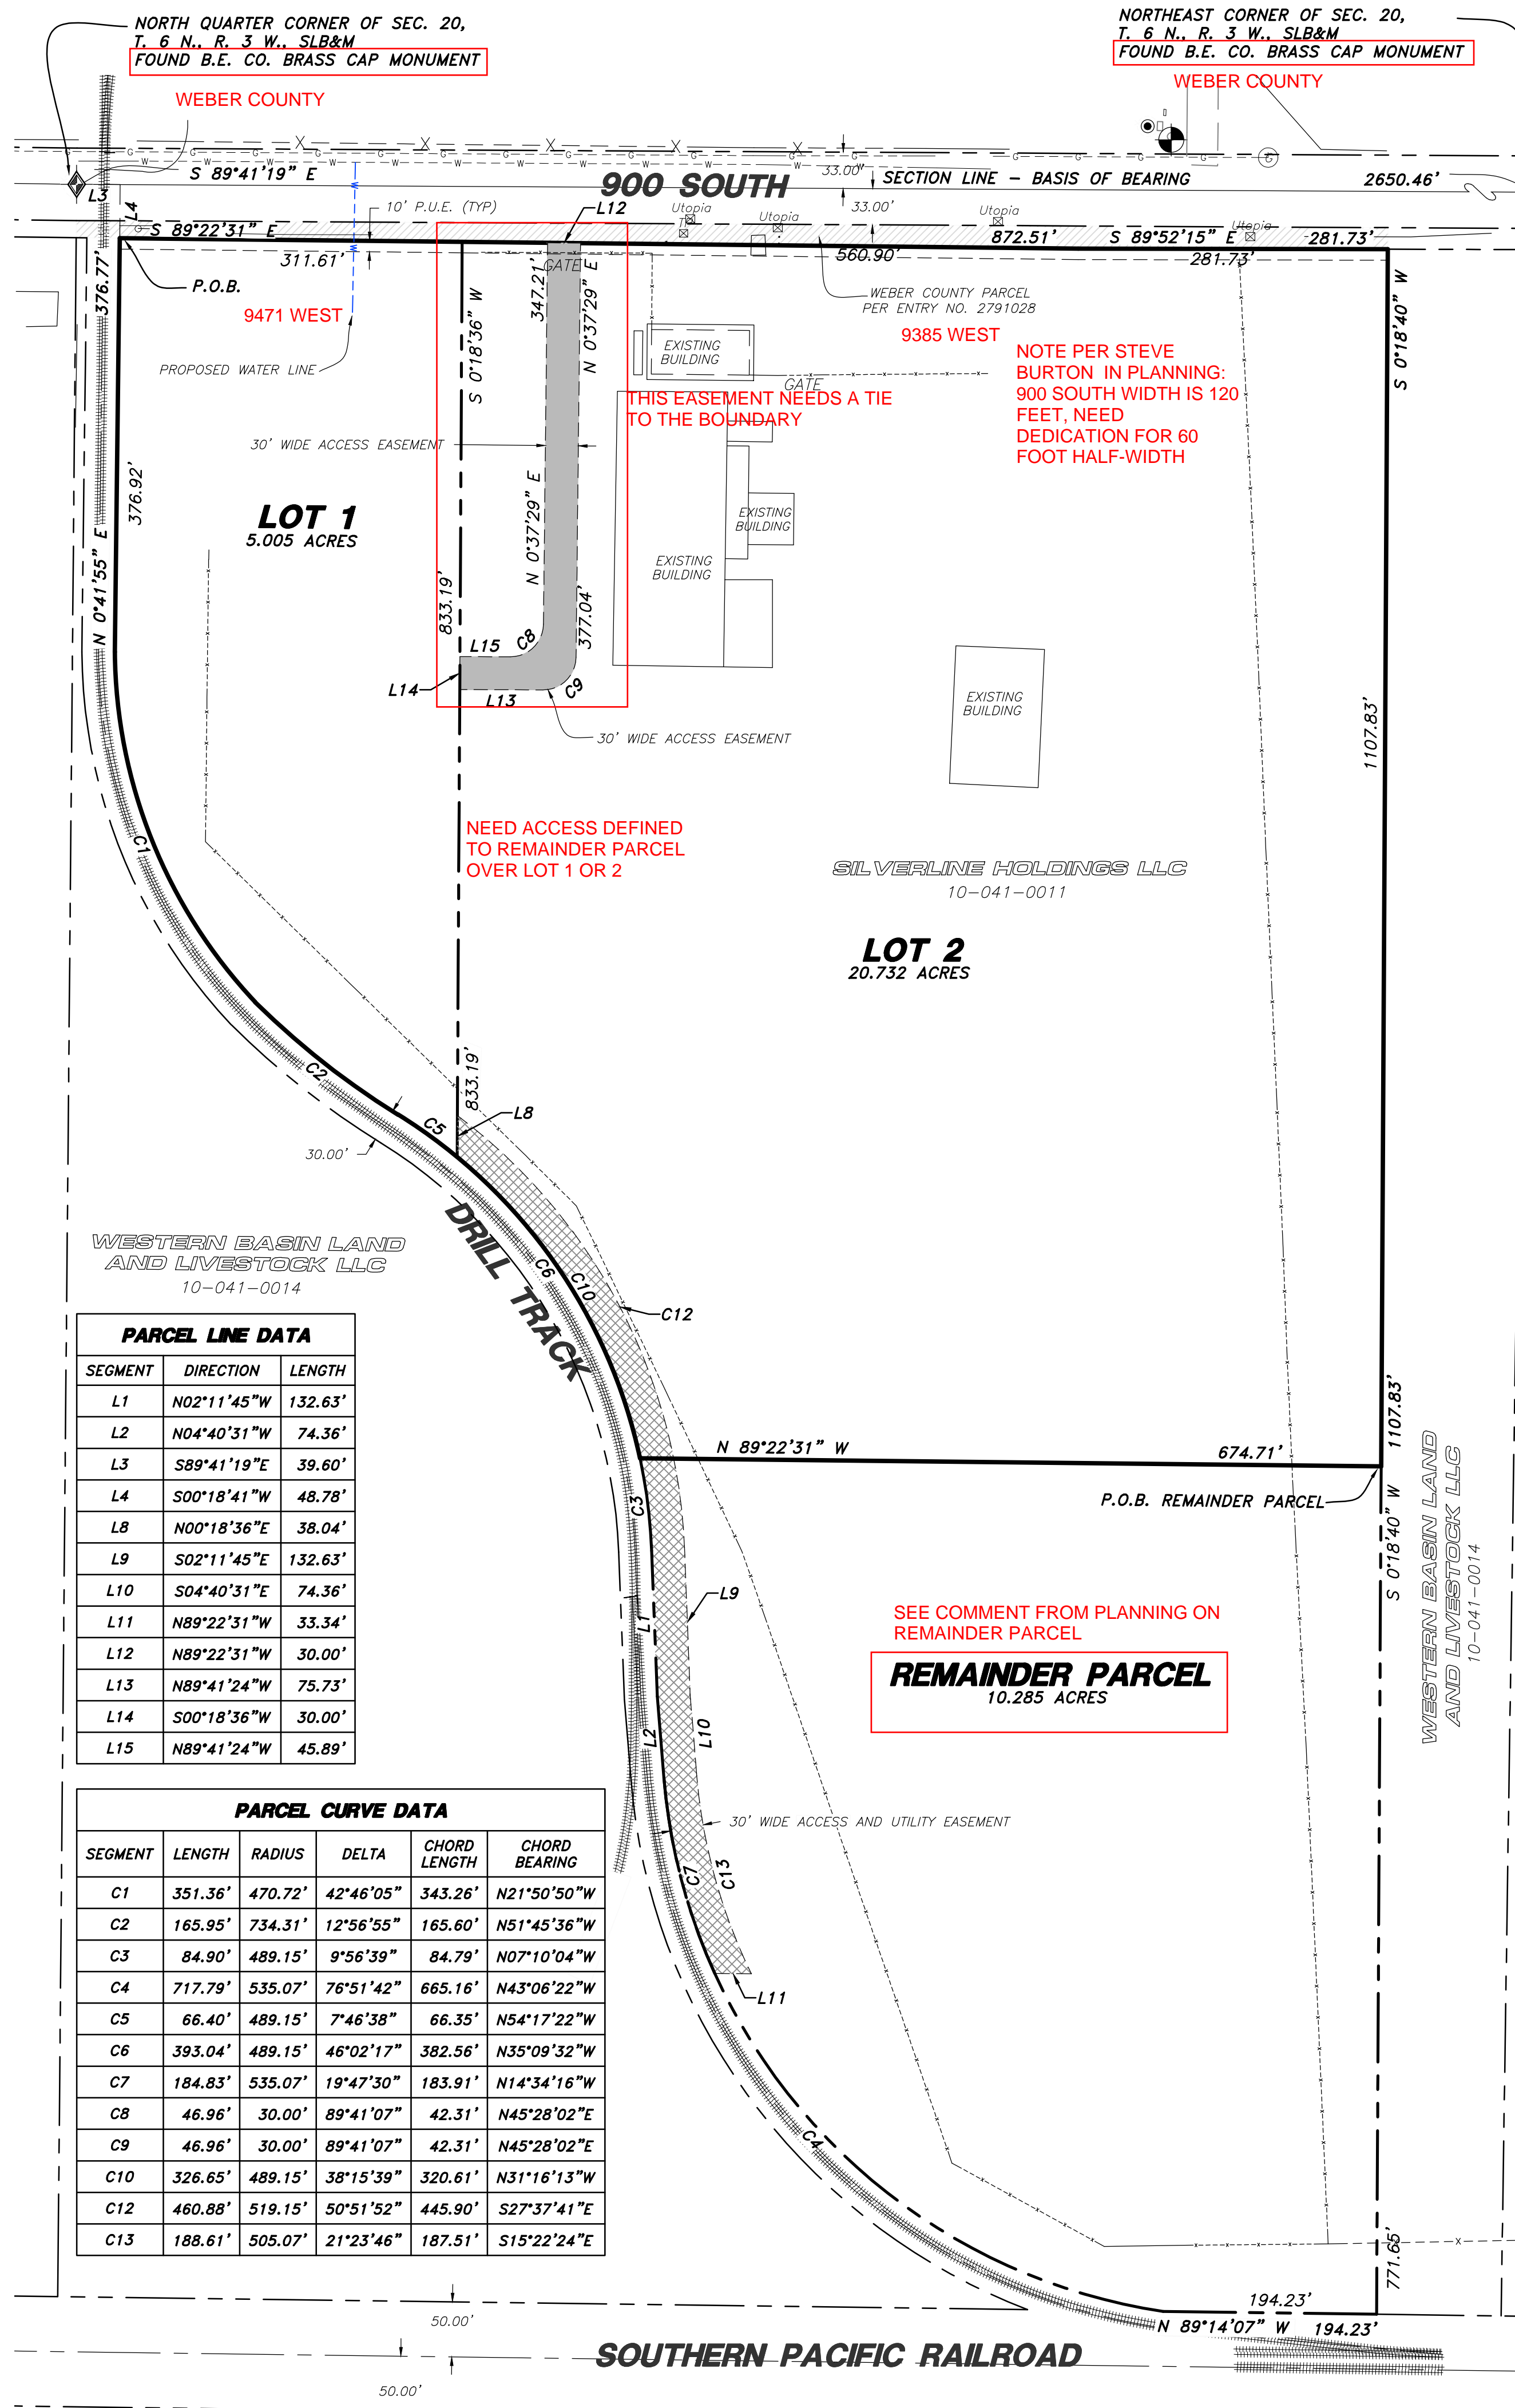 NORTH QUARTER CORNER OF SEC. 20,
T. 6 N., R. 3 W., SLB&M
FOUND B.E. CO. BRASS CAP MONUMENT
WEBER COUNTY
NORTHEAST CORNER OF SEC. 20,
T. 6 N., R. 3 W., SLB&M
FOUND B.E. CO. BRASS CAP MONUMENT
WEBER COUNTY
S 89°41'19" E
900 SOUTH
33.00'
SECTION LINE - BASIS OF BEARING
2650.46'
L3
L4
10' P.U.E. (TYP)
L12
33.00'
Utopia
Utopia
Utopia
Utopia
S 89°22'31" E
872.51'
S 89°52'15" E
281.73'
311.61'
560.90'
281.73'
GATE
P.O.B.
376.77'
347.21'
N 0°37'29" E
S 0°18'36" W
S 0°18'40" W
WEBER COUNTY PARCEL
PER ENTRY NO. 2791028
9471 WEST
9385 WEST
PROPOSED WATER LINE
EXISTING
BUILDING
GATE
NOTE PER STEVE
BURTON IN PLANNING:
900 SOUTH WIDTH IS 120
FEET, NEED
DEDICATION FOR 60
FOOT HALF-WIDTH
THIS EASEMENT NEEDS A TIE
TO THE BOUNDARY
30' WIDE ACCESS EASEMENT
376.92'
LOT 1
5.005 ACRES
N 0°41'55" E
N 0°37'29" E
EXISTING
BUILDING
EXISTING
BUILDING
833.19'
377.04'
L15
C8
L14
L13
C9
EXISTING
BUILDING
30' WIDE ACCESS EASEMENT
1107.83'
C1
NEED ACCESS DEFINED
TO REMAINDER PARCEL
OVER LOT 1 OR 2
SILVERLINE HOLDINGS LLC
10-041-0011
LOT 2
20.732 ACRES
C2
833.19'
L8
C5
30.00'
DRILL TRACK
WESTERN BASIN LAND
AND LIVESTOCK LLC
10-041-0014
C6
C10
C12
N 89°22'31" W
674.71'
1107.83'
P.O.B. REMAINDER PARCEL
S 0°18'40" W
WESTERN BASIN LAND
AND LIVESTOCK LLC
10-041-0014
C3
L9
L1
SEE COMMENT FROM PLANNING ON
REMAINDER PARCEL
REMAINDER PARCEL
10.285 ACRES
L2
L10
30' WIDE ACCESS AND UTILITY EASEMENT
C7
C13
L11
C4
771.65'
194.23'
N 89°14'07" W
194.23'
PARCEL LINE DATA
SEGMENT DIRECTION LENGTH
L1 N02°11'45"W 132.63'
L2 N04°40'31"W 74.36'
L3 S89°41'19"E 39.60'
L4 S00°18'41"W 48.78'
L8 N00°18'36"E 38.04'
L9 S02°11'45"E 132.63'
L10 S04°40'31"E 74.36'
L11 N89°22'31"W 33.34'
L12 N89°22'31"W 30.00'
L13 N89°41'24"W 75.73'
L14 S00°18'36"W 30.00'
L15 N89°41'24"W 45.89'
PARCEL CURVE DATA
SEGMENT LENGTH RADIUS DELTA CHORD LENGTH CHORD BEARING
C1 351.36' 470.72' 42°46'05" 343.26' N21°50'50"W
C2 165.95' 734.31' 12°56'55" 165.60' N51°45'36"W
C3 84.90' 489.15' 9°56'39" 84.79' N07°10'04"W
C4 717.79' 535.07' 76°51'42" 665.16' N43°06'22"W
C5 66.40' 489.15' 7°46'38" 66.35' N54°17'22"W
C6 393.04' 489.15' 46°02'17" 382.56' N35°09'32"W
C7 184.83' 535.07' 19°47'30" 183.91' N14°34'16"W
C8 46.96' 30.00' 89°41'07" 42.31' N45°28'02"E
C9 46.96' 30.00' 89°41'07" 42.31' N45°28'02"E
C10 326.65' 489.15' 38°15'39" 320.61' N31°16'13"W
C12 460.88' 519.15' 50°51'52" 445.90' S27°37'41"E
C13 188.61' 505.07' 21°23'46" 187.51' S15°22'24"E
50.00'
SOUTHERN PACIFIC RAILROAD
50.00'